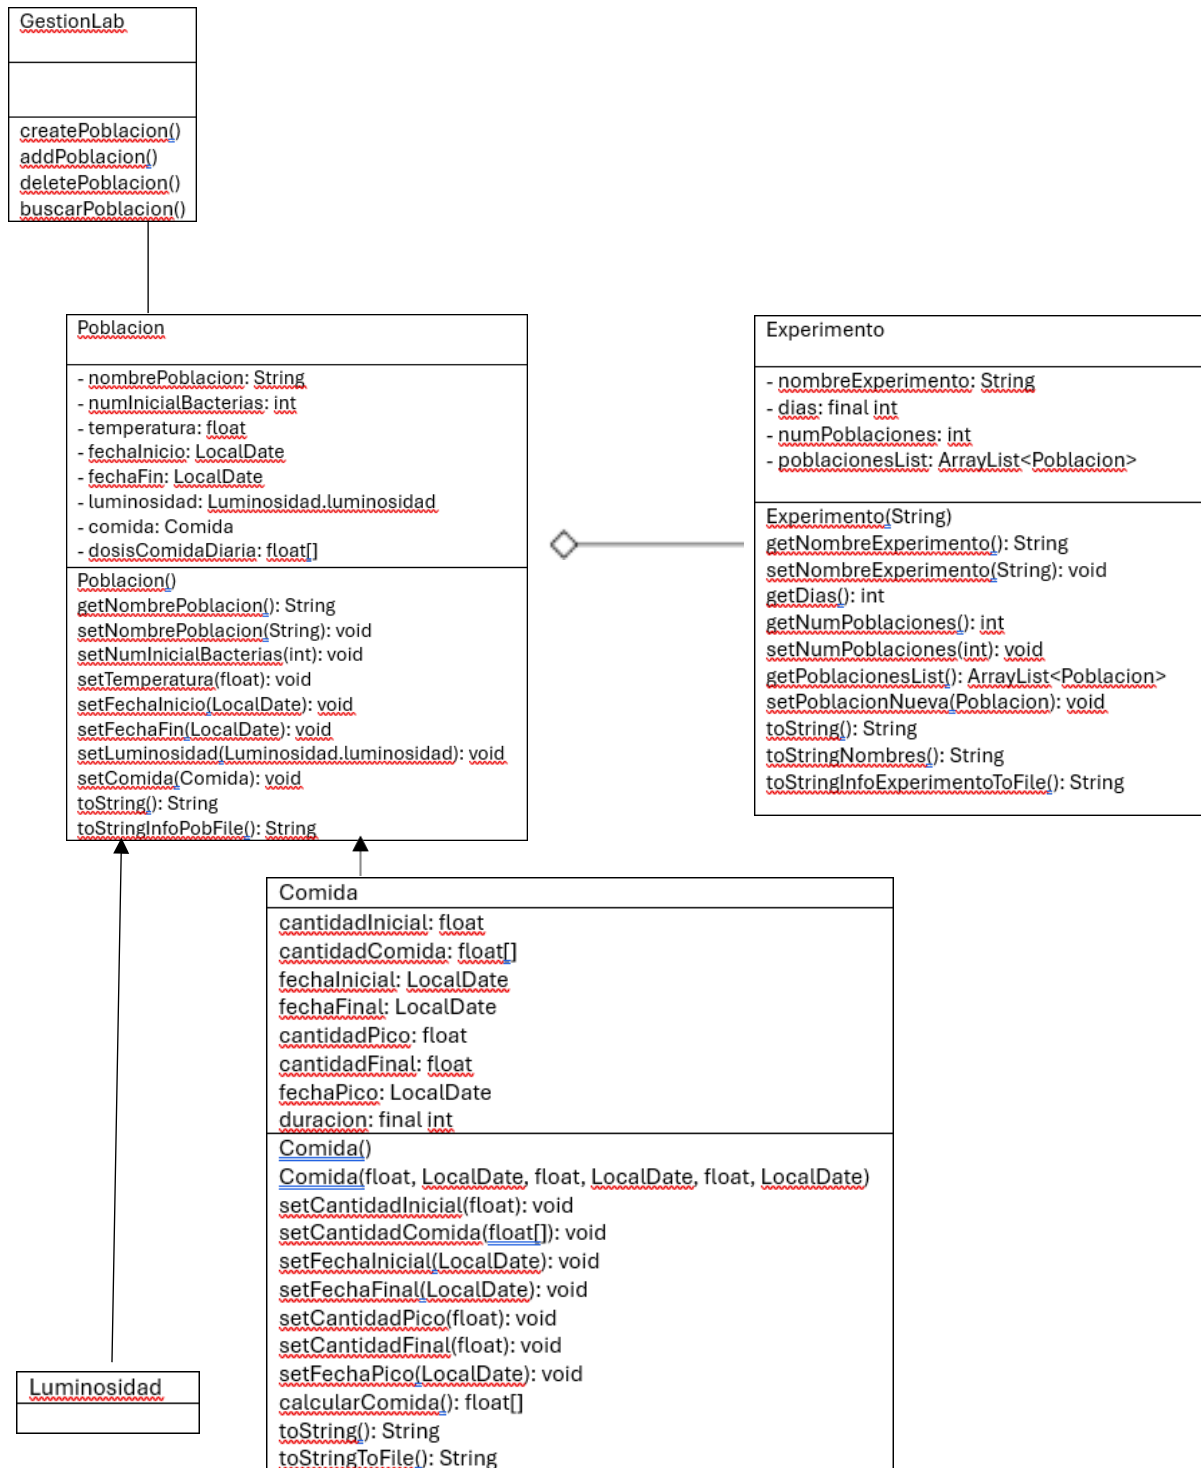 GestionLab
createPoblacion()
addPoblacion()
deletePoblacion()
buscarPoblacion()
Poblacion
- nombrePoblacion: String
- numInicialBacterias: int
- temperatura: float
- fechaInicio: LocalDate
- fechaFin: LocalDate
- luminosidad: Luminosidad.luminosidad
- comida: Comida
- dosisComidaDiaria: float[]
Poblacion()
getNombrePoblacion(): String
setNombrePoblacion(String): void
setNumInicialBacterias(int): void
setTemperatura(float): void
setFechaInicio(LocalDate): void
setFechaFin(LocalDate): void
setLuminosidad(Luminosidad.luminosidad): void
setComida(Comida): void
toString(): String
toStringInfoPobFile(): String
Experimento
- nombreExperimento: String
- dias: final int
- numPoblaciones: int
- poblacionesList: ArrayList<Poblacion>
Experimento(String)
getNombreExperimento(): String
setNombreExperimento(String): void
getDias(): int
getNumPoblaciones(): int
setNumPoblaciones(int): void
getPoblacionesList(): ArrayList<Poblacion>
setPoblacionNueva(Poblacion): void
toString(): String
toStringNombres(): String
toStringInfoExperimentoToFile(): String
Comida
cantidadInicial: float
cantidadComida: float[]
fechaInicial: LocalDate
fechaFinal: LocalDate
cantidadPico: float
cantidadFinal: float
fechaPico: LocalDate
duracion: final int
Comida()
Comida(float, LocalDate, float, LocalDate, float, LocalDate)
setCantidadInicial(float): void
setCantidadComida(float[]): void
setFechaInicial(LocalDate): void
setFechaFinal(LocalDate): void
setCantidadPico(float): void
setCantidadFinal(float): void
setFechaPico(LocalDate): void
calcularComida(): float[]
toString(): String
toStringToFile(): String
Luminosidad